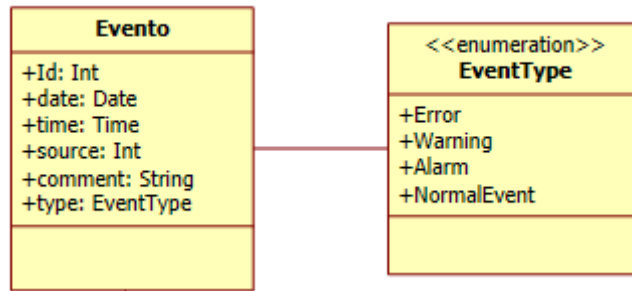 Evento
+Id: Int
+date: Date
+time: Time
+source: Int
+comment: String
+type: EventType
<<enumeration>>
EventType
+Error
+Warning
+Alarm
+NormalEvent